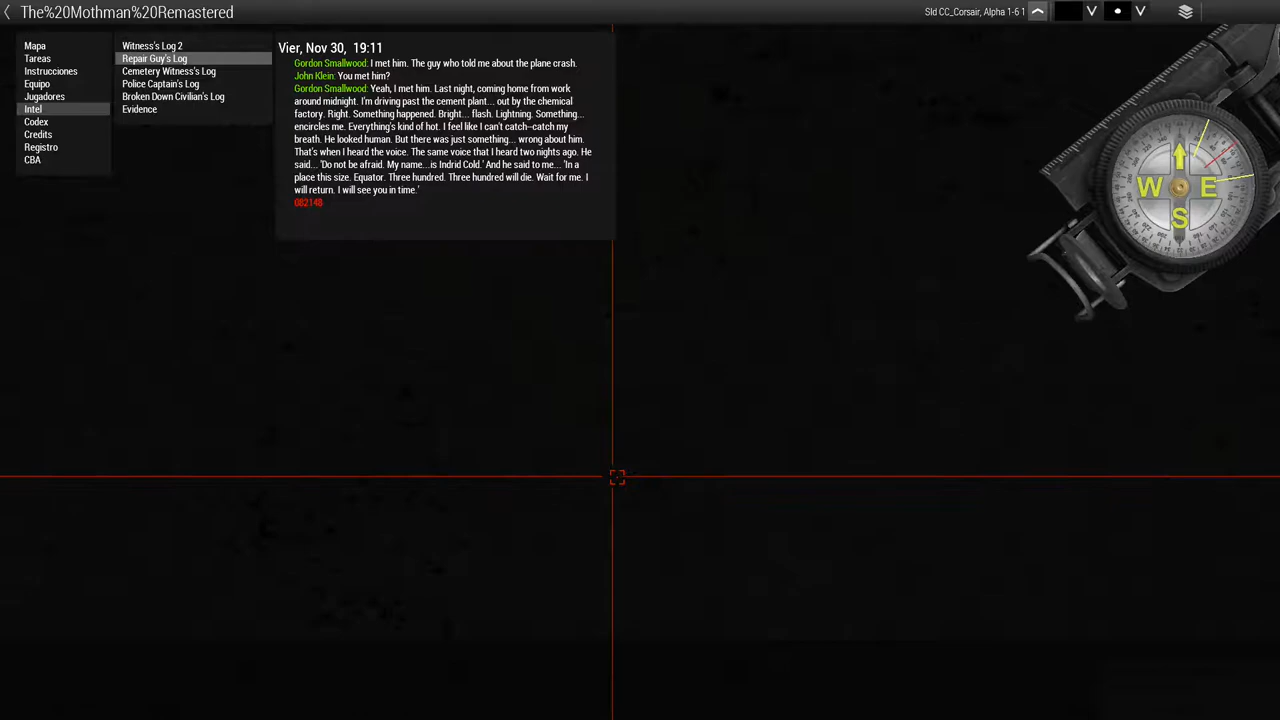 The%20Mothman%20Remastered
Sld CC_Corsair, Alpha 1-6 1
Mapa
Tareas
Instrucciones
Equipo
Jugadores
Intel
Codex
Credits
Registro
CBA
Witness's Log 2
Repair Guy's Log
Cemetery Witness's Log
Police Captain's Log
Broken Down Civilian's Log
Evidence
Vier, Nov 30, 19:11
Gordon Smallwood: I met him. The guy who told me about the plane crash.
John Klein: You met him?
Gordon Smallwood: Yeah, I met him. Last night, coming home from work
around midnight. I'm driving past the cement plant... out by the chemical
factory. Right. Something happened. Bright... flash. Lightning. Something...
encircles me. Everything's kind of hot. I feel like I can't catch--catch my
breath. He looked human. But there was just something... wrong about him.
That's when I heard the voice. The same voice that I heard two nights ago. He
said... 'Do not be afraid. My name...is Indrid Cold.' And he said to me... 'In a
place this size. Equator. Three hundred. Three hundred will die. Wait for me. I
will return. I will see you in time.'
082148
W
E
S